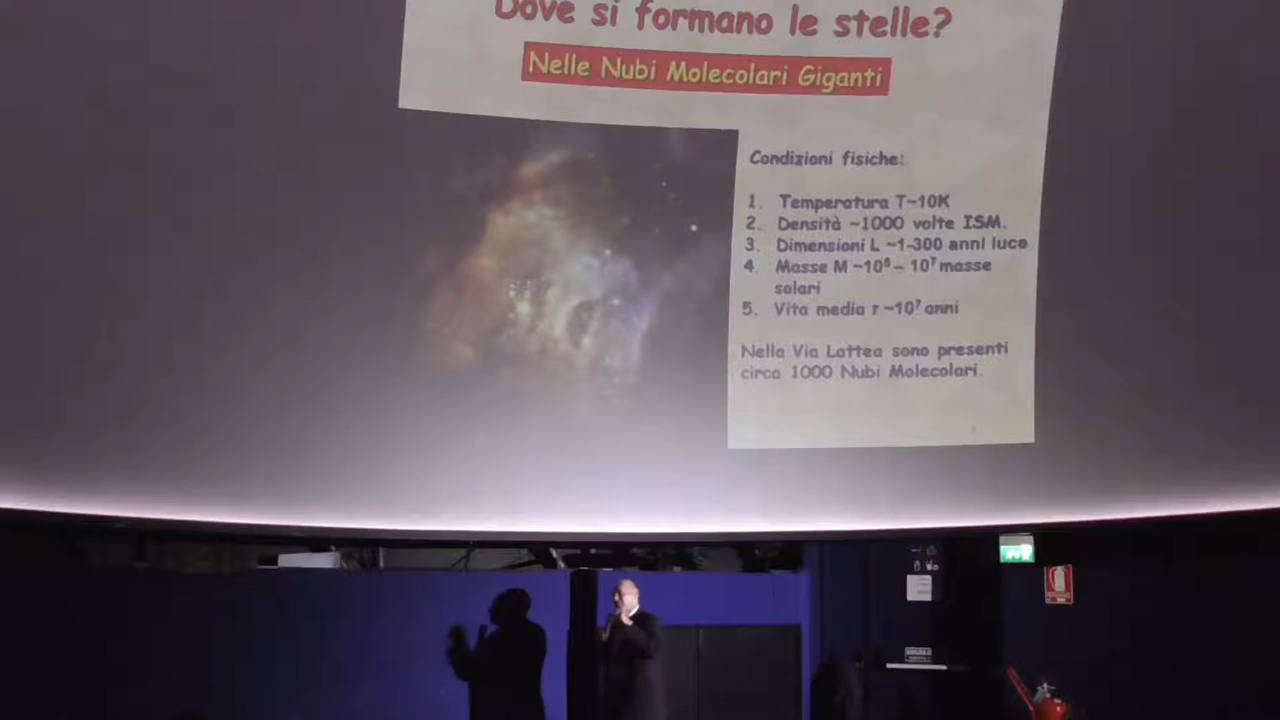 Dove si formano le stelle?
Nelle Nubi Molecolari Giganti
Condizioni fisiche:
1. Temperatura T~10K
2. Densità ~1000 volte ISM.
3. Dimensioni L ~1-300 anni luce
4. Masse M ~10⁵ – 10⁷ masse
solari
5. Vita media τ ~10⁷ anni
Nella Via Lattea sono presenti
circa 1000 Nubi Molecolari.